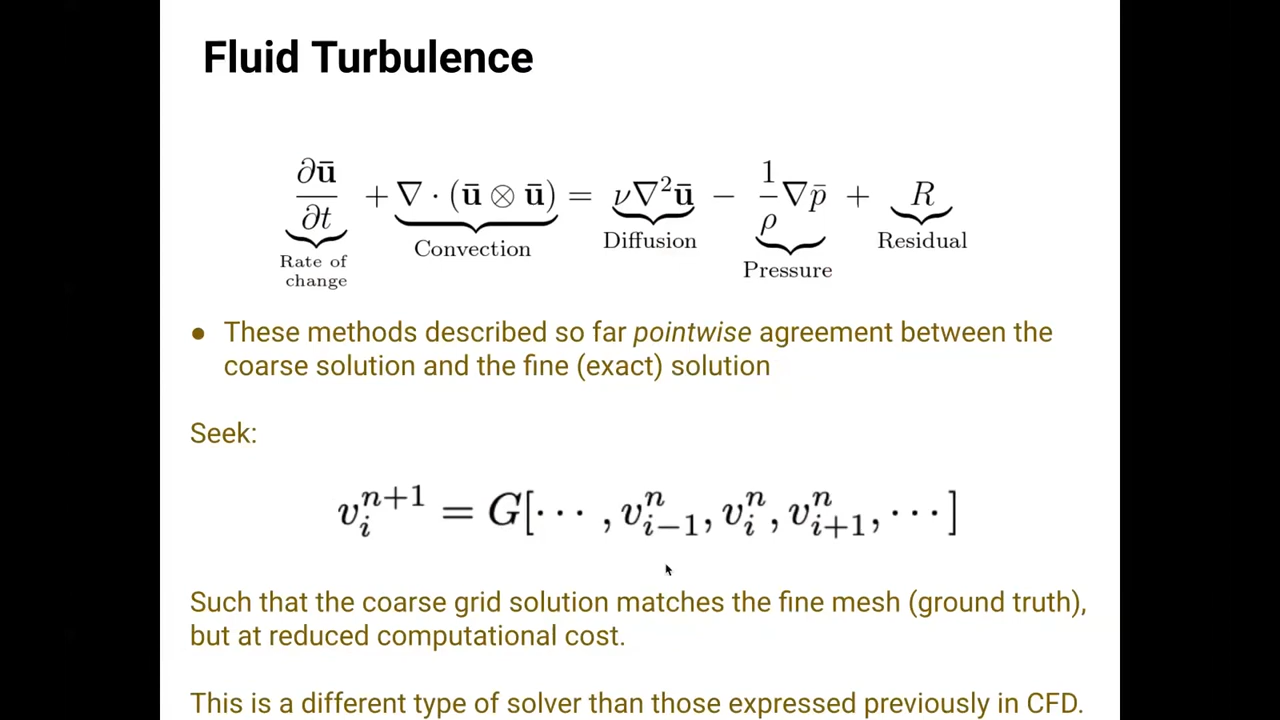 Fluid Turbulence
∂ū/∂t + ∇ · (ū ⊗ ū) = ν∇²ū − 1/ρ ∇p̄ + R
Rate of change
Convection
Diffusion
Pressure
Residual
● These methods described so far pointwise agreement between the
coarse solution and the fine (exact) solution
Seek:
v_i^{n+1} = G[⋯ , v_{i−1}^n, v_i^n, v_{i+1}^n, ⋯]
Such that the coarse grid solution matches the fine mesh (ground truth),
but at reduced computational cost.
This is a different type of solver than those expressed previously in CFD.